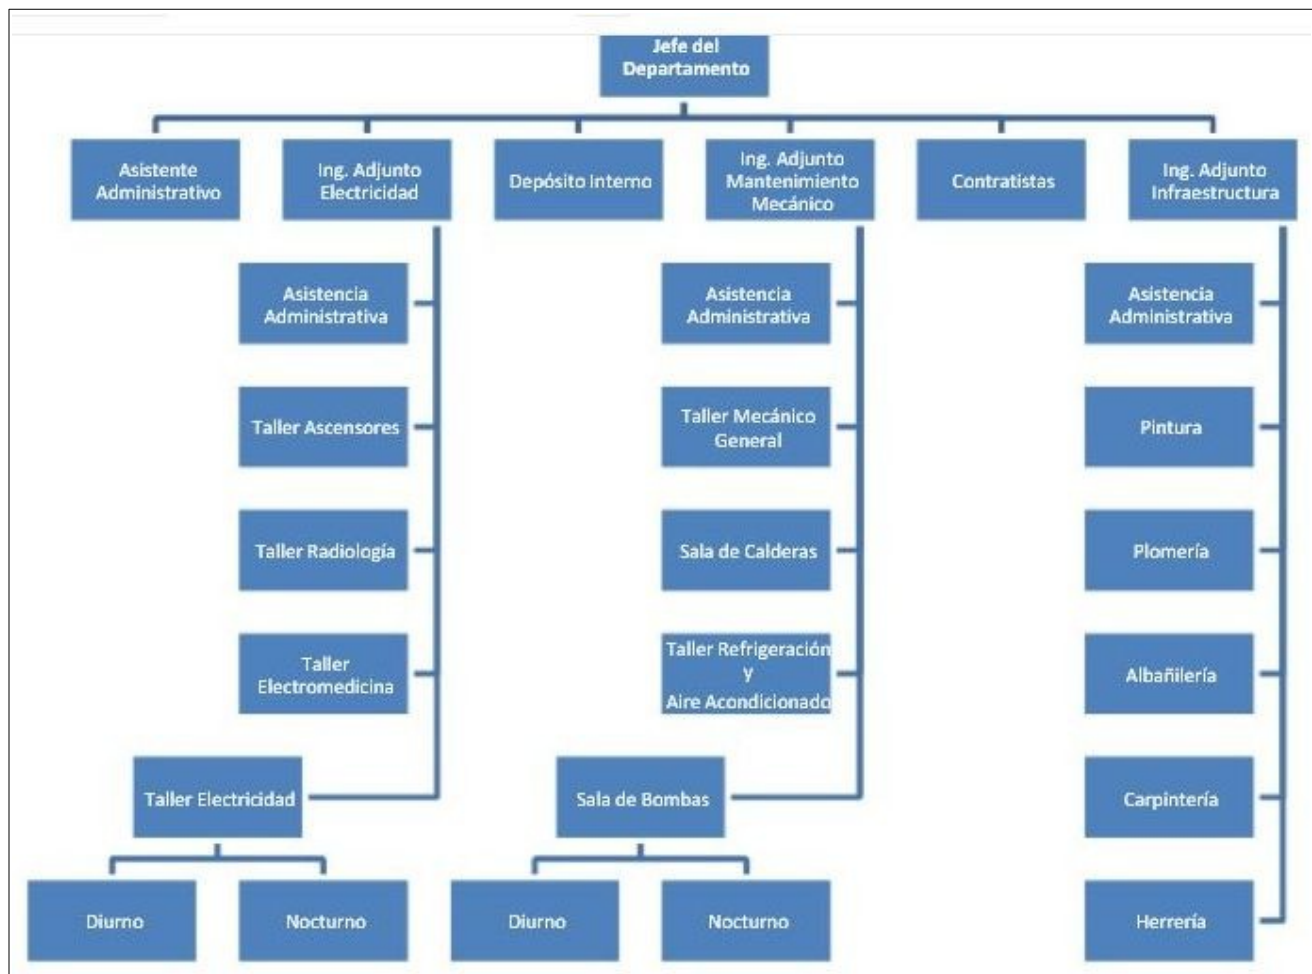 Jefe del
Departamento
Asistente
Administrativo
Ing. Adjunto
Electricidad
Depósito Interno
Ing. Adjunto
Mantenimiento
Mecánico
Contratistas
Ing. Adjunto
Infraestructura
Asistencia
Administrativa
Asistencia
Administrativa
Asistencia
Administrativa
Taller Ascensores
Taller Mecánico
General
Pintura
Taller Radiología
Sala de Calderas
Plomería
Taller
Electromedicina
Taller Refrigeración
y
Aire Acondicionado
Albañilería
Taller Electricidad
Sala de Bombas
Carpintería
Diurno
Nocturno
Diurno
Nocturno
Herrería